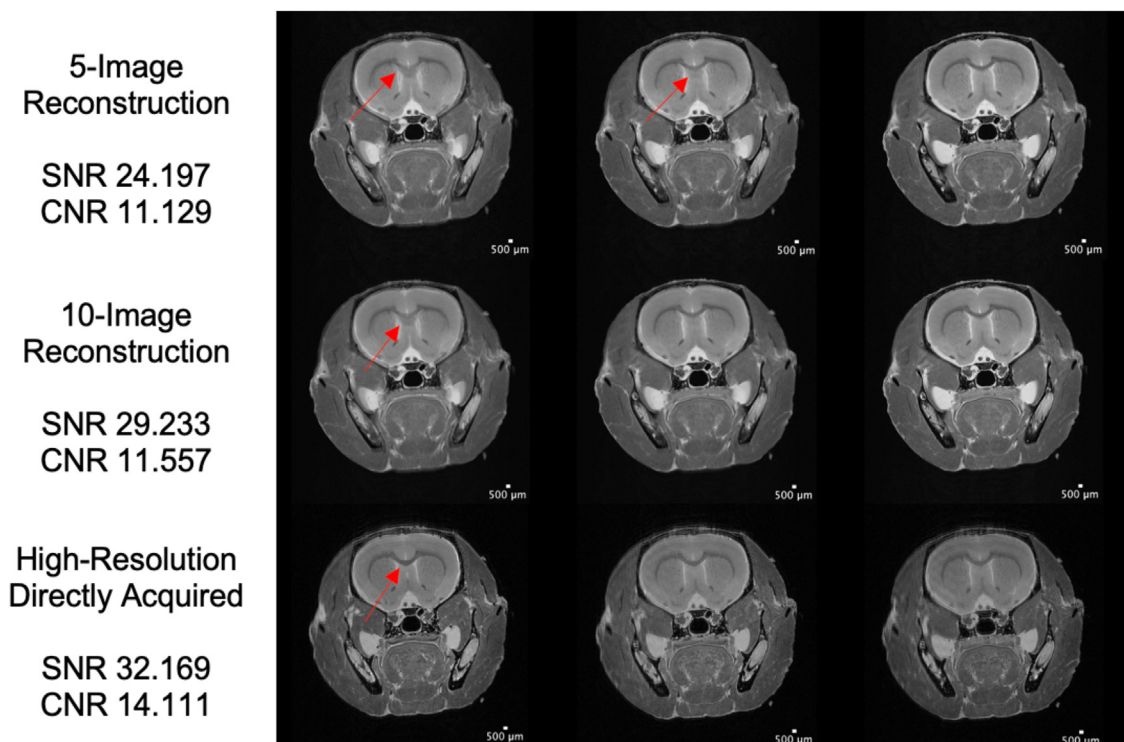 5-Image
Reconstruction
SNR 24.197
CNR 11.129
500 µm
500 µm
500 µm
10-Image
Reconstruction
SNR 29.233
CNR 11.557
500 µm
500 µm
500 µm
High-Resolution
Directly Acquired
SNR 32.169
CNR 14.111
500 µm
500 µm
500 µm